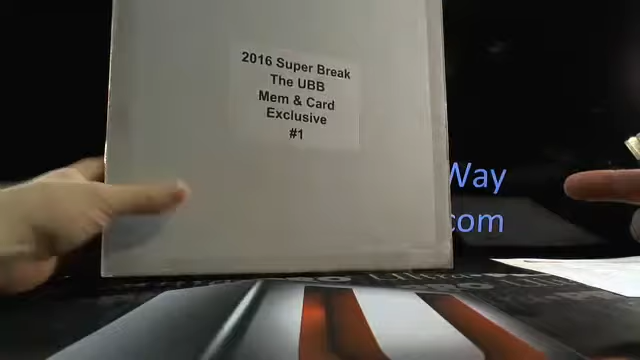 2016 Super Break
The UBB
Mem & Card
Exclusive
#1
Way
com